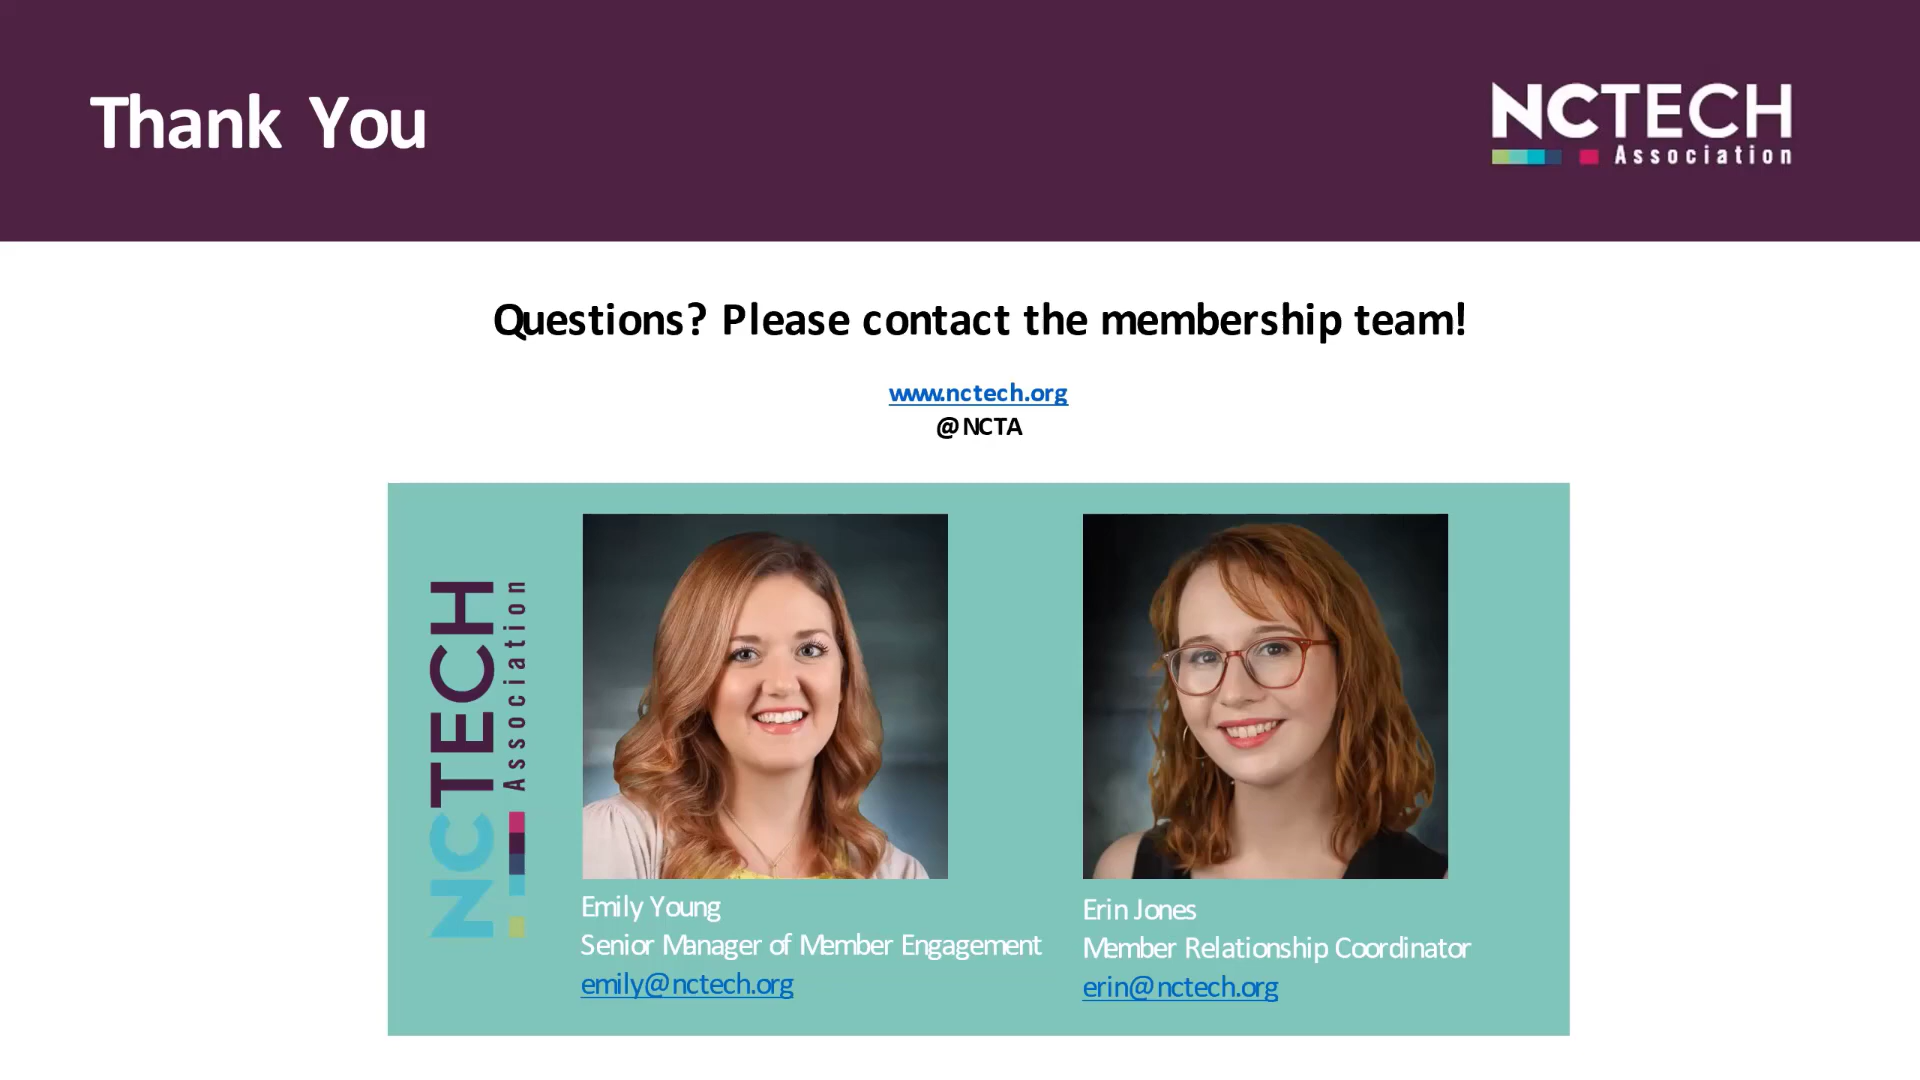 Thank You
NCTECH
Association
Questions? Please contact the membership team!
www.nctech.org
@NCTA
NCTECH
Association
Emily Young
Senior Manager of Member Engagement
emily@nctech.org
Erin Jones
Member Relationship Coordinator
erin@nctech.org